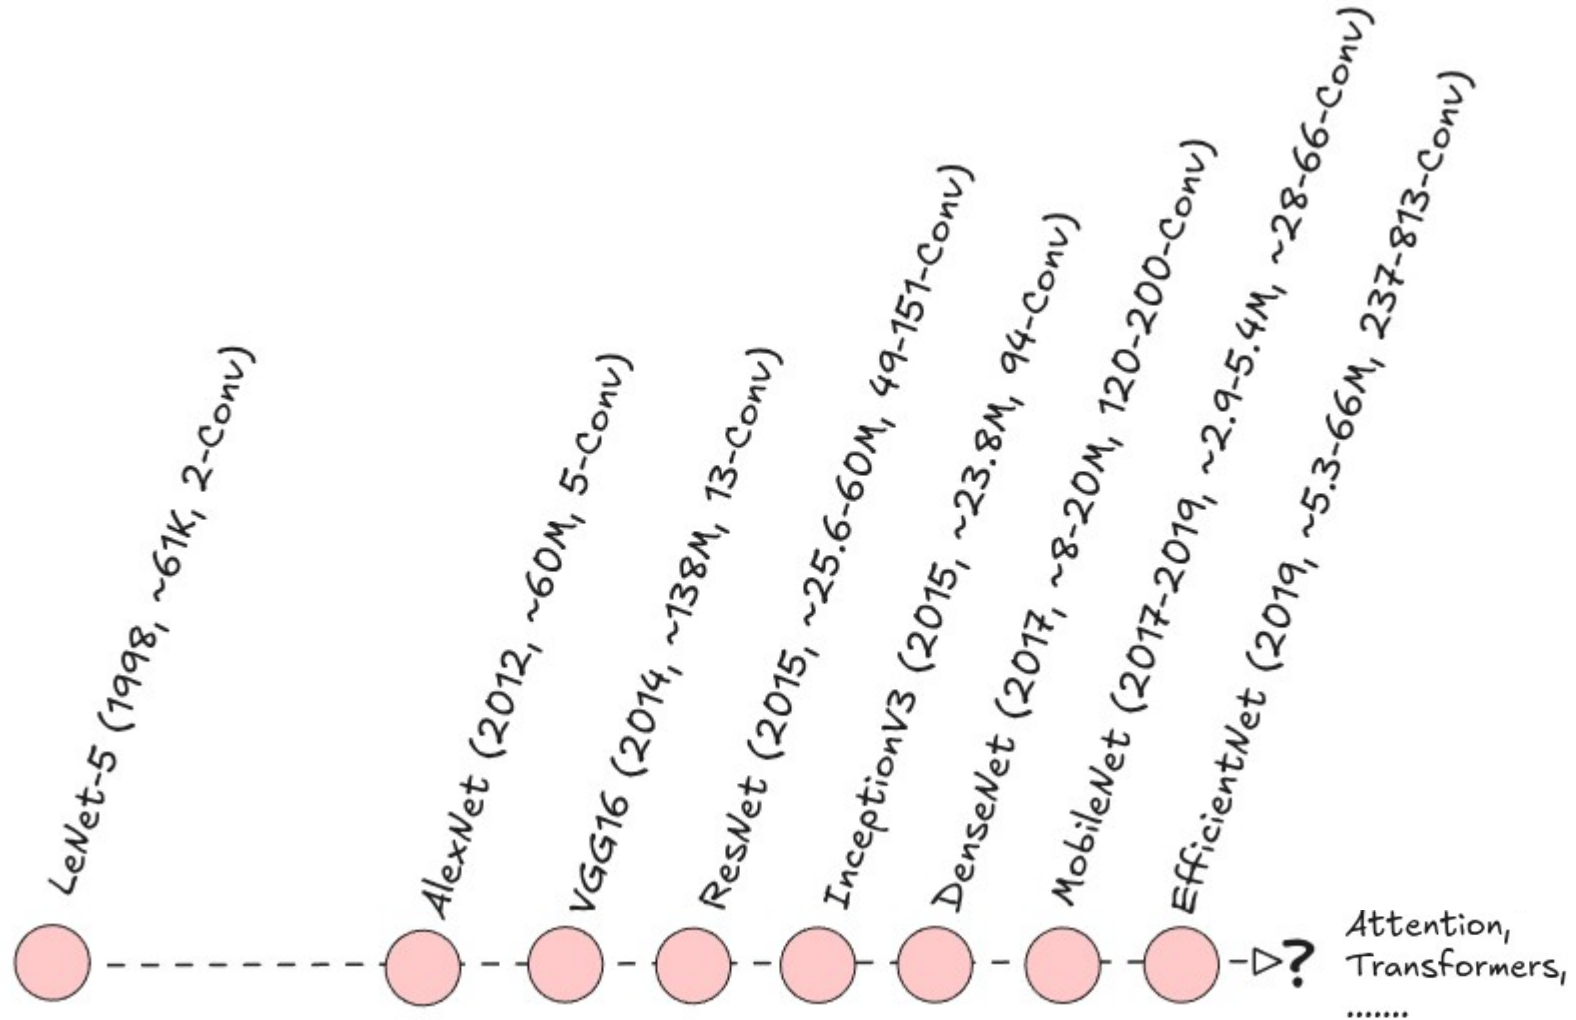 LeNet-5 (1998, ~61K, 2-Conv)
AlexNet (2012, ~60M, 5-Conv)
VGG16 (2014, ~138M, 13-Conv)
ResNet (2015, ~25.6-60M, 49-151-Conv)
InceptionV3 (2015, ~23.8M, 94-Conv)
DenseNet (2017, ~8-20M, 120-200-Conv)
MobileNet (2017-2019, ~2.9-5.4M, ~28-66-Conv)
EfficientNet (2019, ~5.3-66M, 237-813-Conv)
?
Attention,
Transformers,
.......